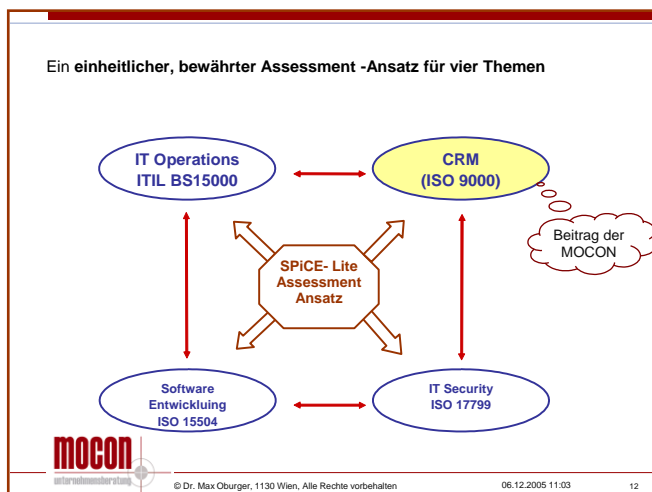 Ein einheitlicher, bewährter Assessment -Ansatz für vier Themen
IT Operations
ITIL BS15000
CRM
(ISO 9000)
Beitrag der
MOCON
SPiCE- Lite
Assessment
Ansatz
Software
Entwickluing
ISO 15504
IT Security
ISO 17799
mocon
unternehmensberatung
© Dr. Max Oburger, 1130 Wien, Alle Rechte vorbehalten
06.12.2005 11:03
12